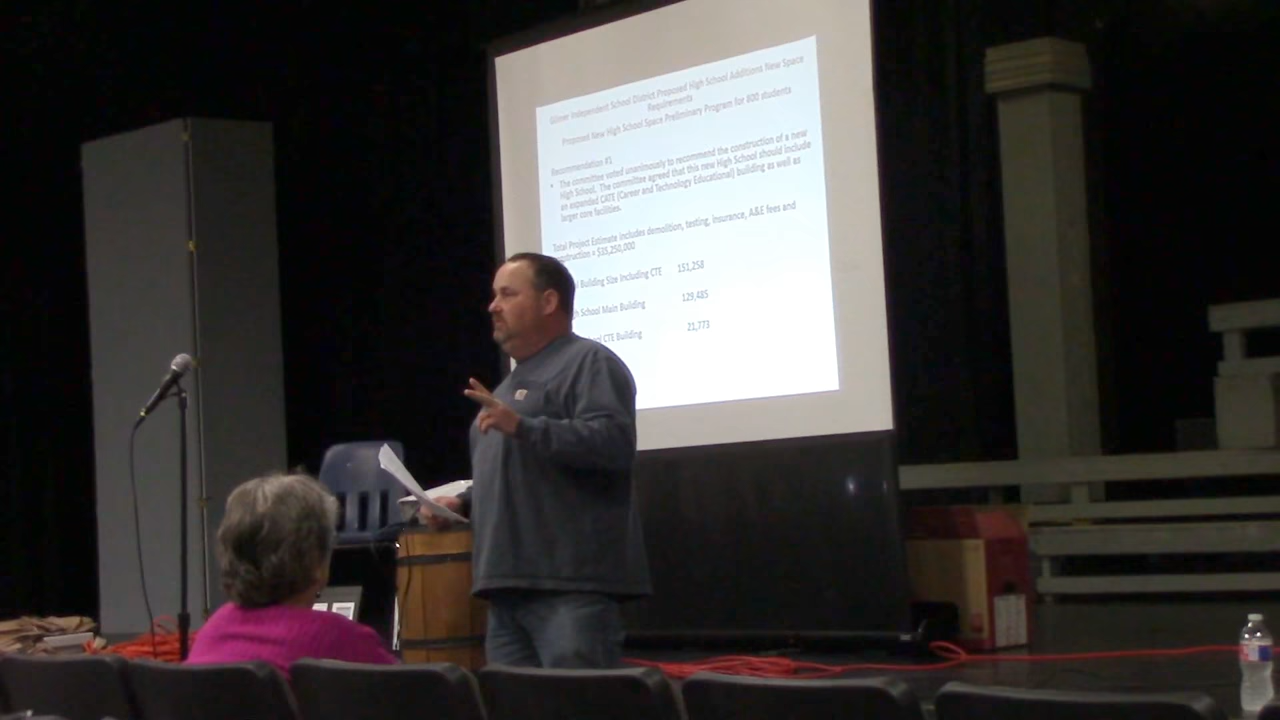 Gilmer Independent School District Proposed High School Additions New Space
Requirements
Proposed New High School Space Preliminary Program for 800 students
Recommendation #1
• The committee voted unanimously to recommend the construction of a new
High School. The committee agreed that this new High School should include
an expanded CATE (Career and Technology Educational) building as well as
larger core facilities.
Total Project Estimate includes demolition, testing, insurance, A&E fees and
construction = $35,250,000
Building Size Including CTE 151,258
School Main Building 129,485
CTE Building 21,773